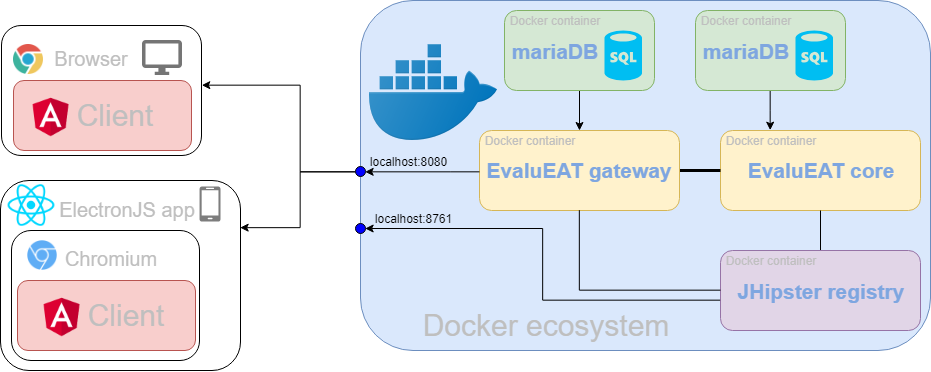 Browser
Client
ElectronJS app
Chromium
Client
Docker container
mariaDB
SQL
Docker container
mariaDB
SQL
localhost:8080
Docker container
EvaluEAT gateway
Docker container
EvaluEAT core
localhost:8761
Docker container
JHipster registry
Docker ecosystem